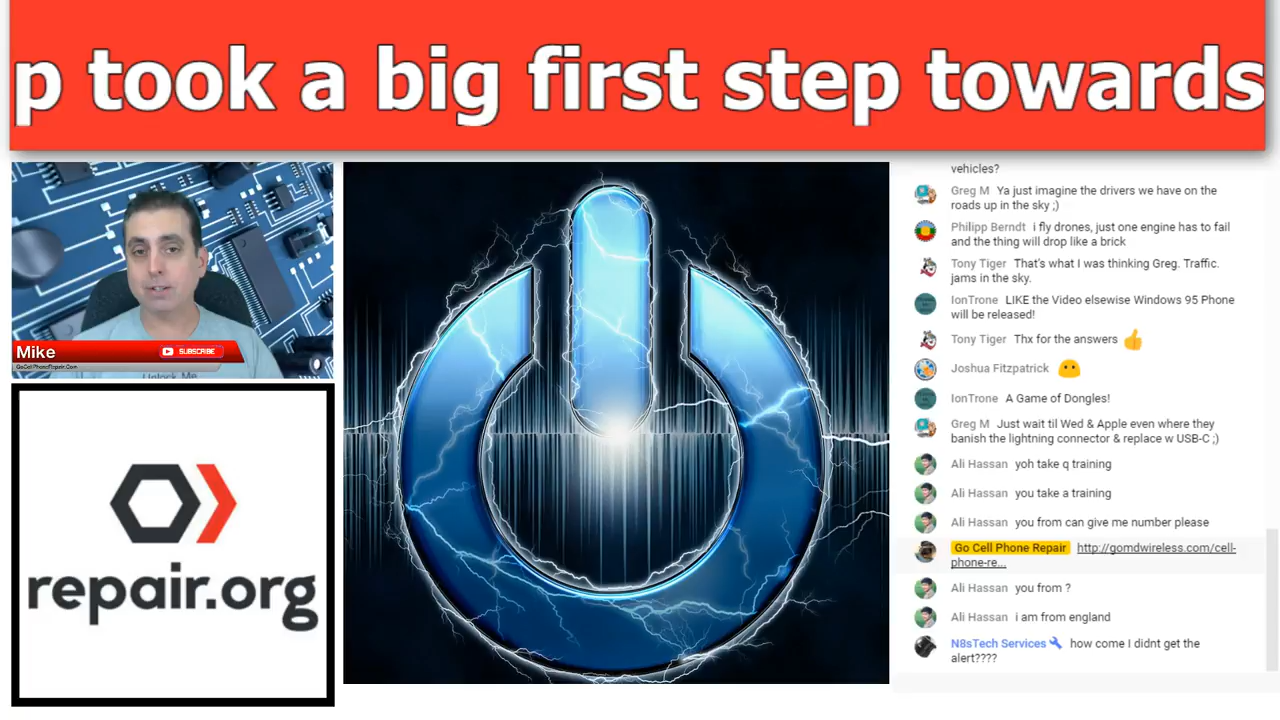 p took a big first step towards
Mike
SUBSCRIBE
GoCellPhoneRepair.Com
Unlock Me
repair.org
vehicles?
Greg M Ya just imagine the drivers we have on the
roads up in the sky ;)
Philipp Berndt i fly drones, just one engine has to fail
and the thing will drop like a brick
Tony Tiger That's what I was thinking Greg. Traffic.
jams in the sky.
IonTrone LIKE the Video elsewise Windows 95 Phone
will be released!
Tony Tiger Thx for the answers 👍
Joshua Fitzpatrick 😶
IonTrone A Game of Dongles!
Greg M Just wait til Wed & Apple even where they
banish the lightning connector & replace w USB-C ;)
Ali Hassan yoh take q training
Ali Hassan you take a training
Ali Hassan you from can give me number please
Go Cell Phone Repair http://gomdwireless.com/cell-
phone-re...
Ali Hassan you from ?
Ali Hassan i am from england
N8sTech Services 🔧 how come I didnt get the
alert????